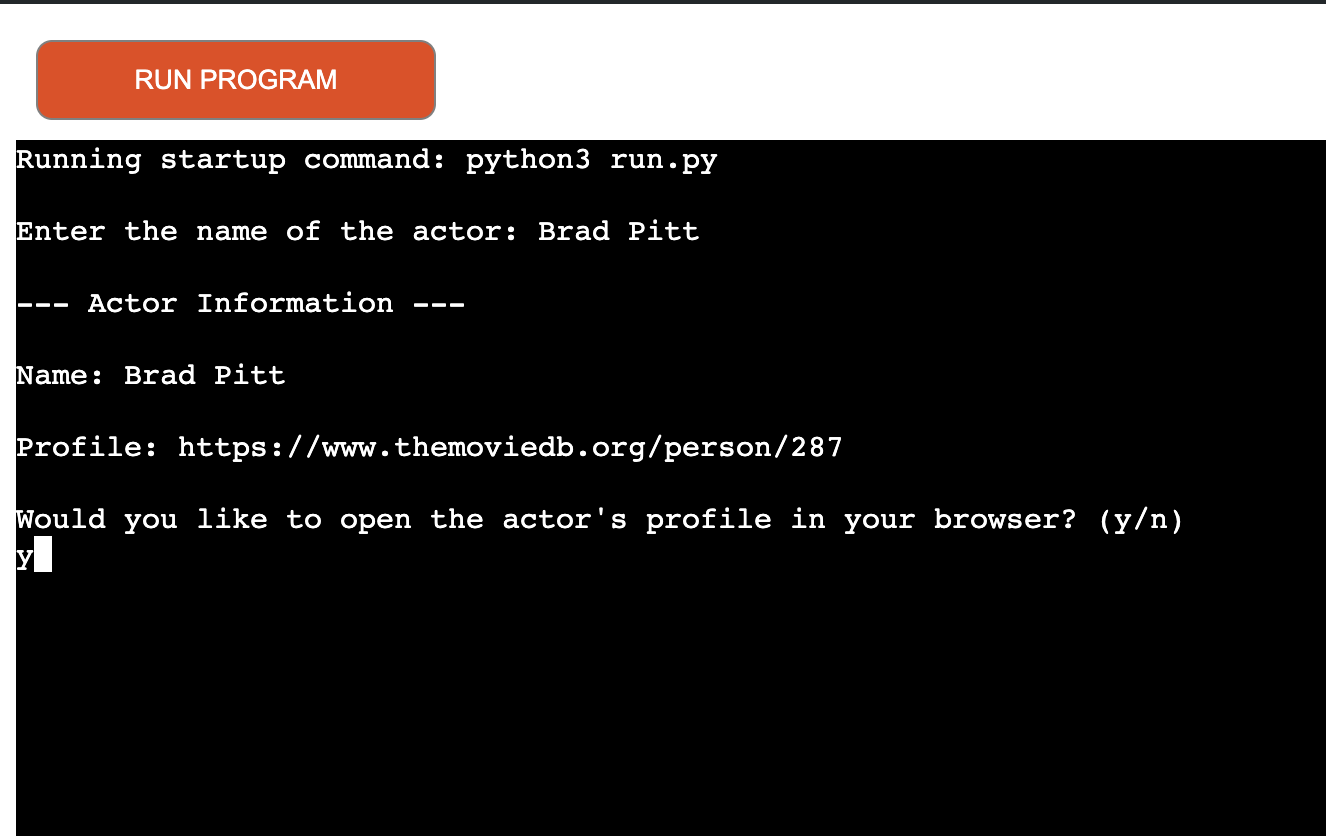 RUN PROGRAM
Running startup command: python3 run.py
Enter the name of the actor: Brad Pitt
--- Actor Information ---
Name: Brad Pitt
Profile: https://www.themoviedb.org/person/287
Would you like to open the actor's profile in your browser? (y/n)
y